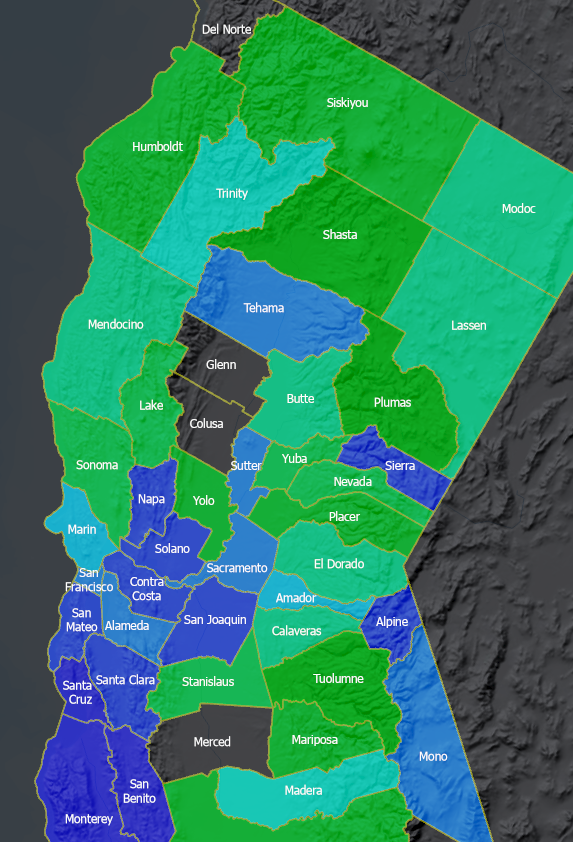 Del Norte
Siskiyou
Humboldt
Trinity
Modoc
Shasta
Tehama
Mendocino
Lassen
Glenn
Butte
Plumas
Lake
Colusa
Yuba
Sierra
Sonoma
Sutter
Nevada
Napa
Yolo
Placer
Marin
Solano
El Dorado
Sacramento
San
Francisco
Contra
Costa
Amador
San
Mateo
Alameda
San Joaquin
Alpine
Calaveras
Santa Clara
Stanislaus
Tuolumne
Santa
Cruz
Merced
Mariposa
Mono
San
Benito
Madera
Monterey